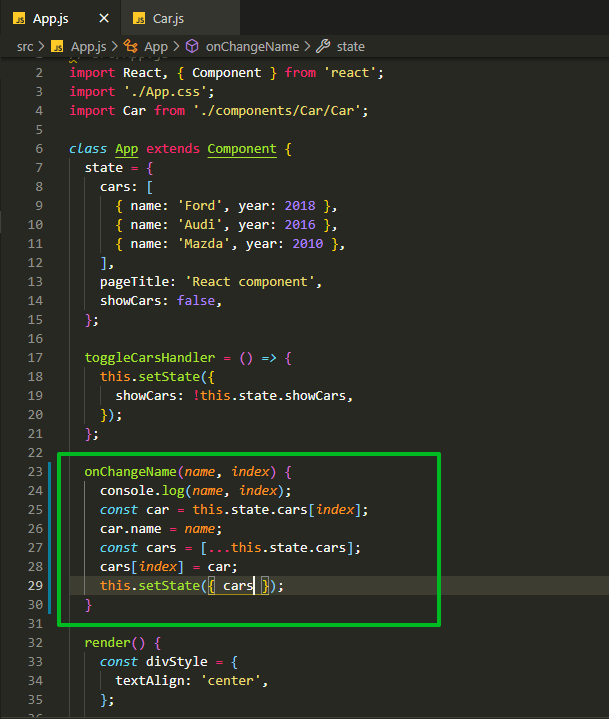 JS App.js ×
JS Car.js
src > JS App.js > App > onChangeName > state
2 import React, { Component } from 'react';
3 import './App.css';
4 import Car from './components/Car/Car';
5
6 class App extends Component {
7 state = {
8 cars: [
9 { name: 'Ford', year: 2018 },
10 { name: 'Audi', year: 2016 },
11 { name: 'Mazda', year: 2010 },
12 ],
13 pageTitle: 'React component',
14 showCars: false,
15 };
16
17 toggleCarsHandler = () => {
18 this.setState({
19 showCars: !this.state.showCars,
20 });
21 };
22
23 onChangeName(name, index) {
24 console.log(name, index);
25 const car = this.state.cars[index];
26 car.name = name;
27 const cars = [...this.state.cars];
28 cars[index] = car;
29 this.setState({ cars });
30 }
31
32 render() {
33 const divStyle = {
34 textAlign: 'center',
35 };